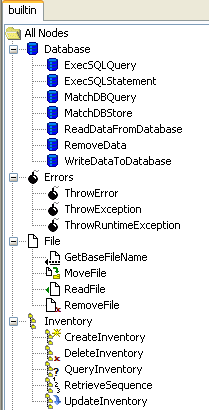 builtin
All Nodes
Database
ExecSQLQuery
ExecSQLStatement
MatchDBQuery
MatchDBStore
ReadDataFromDatabase
RemoveData
WriteDataToDatabase
Errors
ThrowError
ThrowException
ThrowRuntimeException
File
GetBaseFileName
MoveFile
ReadFile
RemoveFile
Inventory
CreateInventory
DeleteInventory
QueryInventory
RetrieveSequence
UpdateInventory